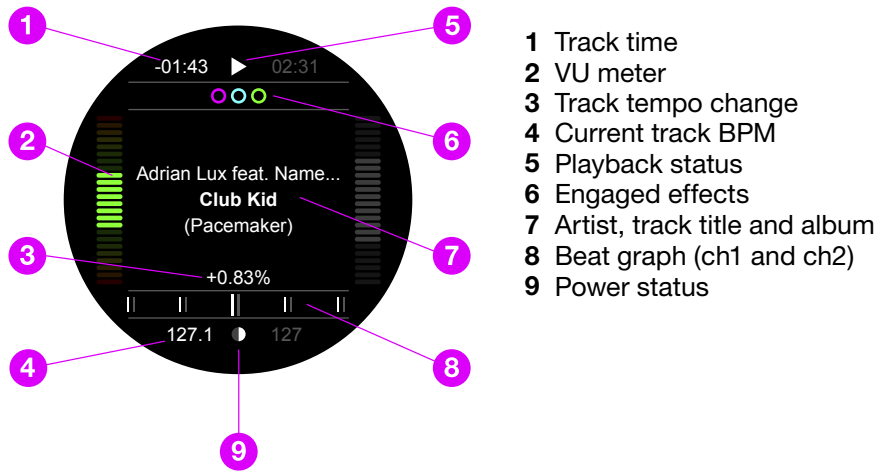 1
5
-01:43 02:31
2
6
Adrian Lux feat. Name...
Club Kid
(Pacemaker)
7
3
+0.83%
127.1 127
4
8
9
1 Track time
2 VU meter
3 Track tempo change
4 Current track BPM
5 Playback status
6 Engaged effects
7 Artist, track title and album
8 Beat graph (ch1 and ch2)
9 Power status